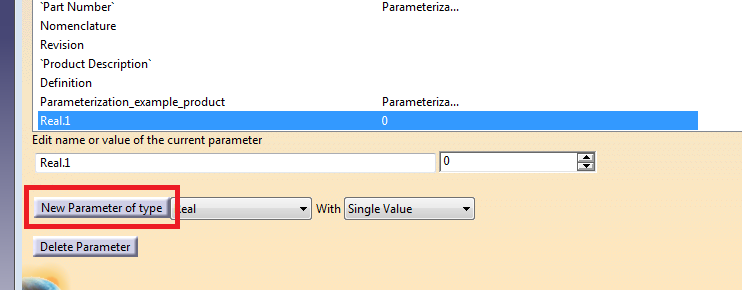 `Part Number` Parameteriza...
Nomenclature
Revision
`Product Description`
Definition
Parameterization_example_product Parameteriza...
Real.1 0
Edit name or value of the current parameter
Real.1 0
New Parameter of type Real With Single Value
Delete Parameter